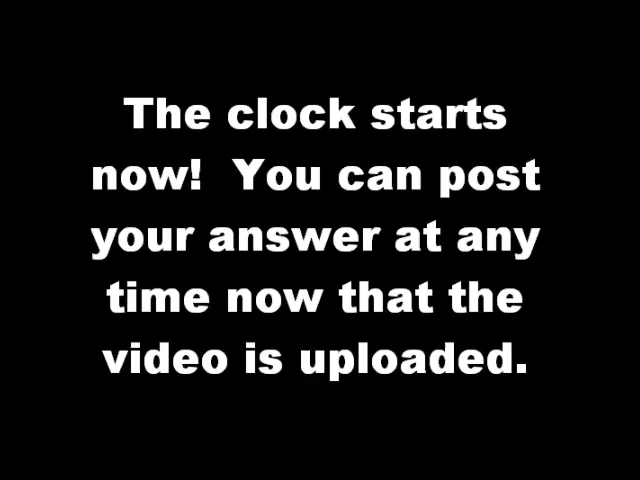 The clock starts
now!  You can post
your answer at any
time now that the
video is uploaded.